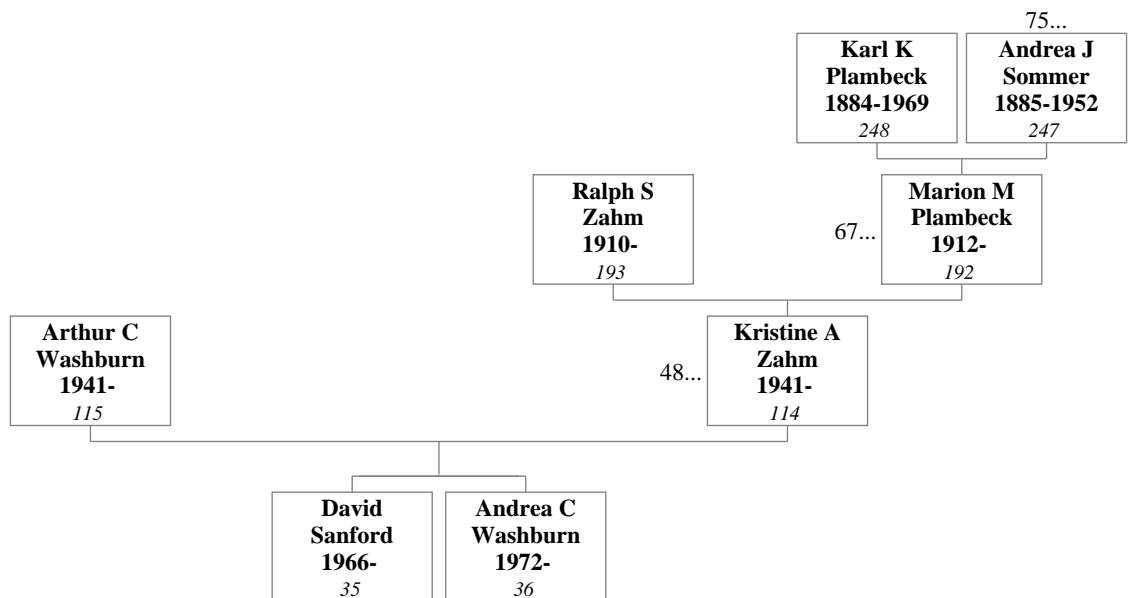 75...
Karl K
Plambeck
1884-1969
248
Andrea J
Sommer
1885-1952
247
Ralph S
Zahm
1910-
193
67...
Marion M
Plambeck
1912-
192
Arthur C
Washburn
1941-
115
48...
Kristine A
Zahm
1941-
114
David
Sanford
1966-
35
Andrea C
Washburn
1972-
36